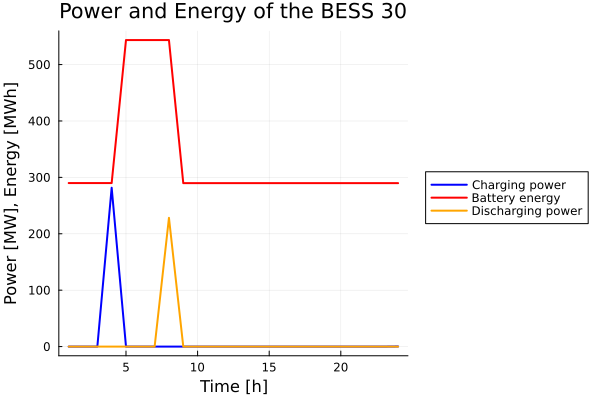 Power and Energy of the BESS 30
Power [MW], Energy [MWh]
500
400
300
200
100
0
5 10 15 20
Time [h]
Charging power
Battery energy
Discharging power